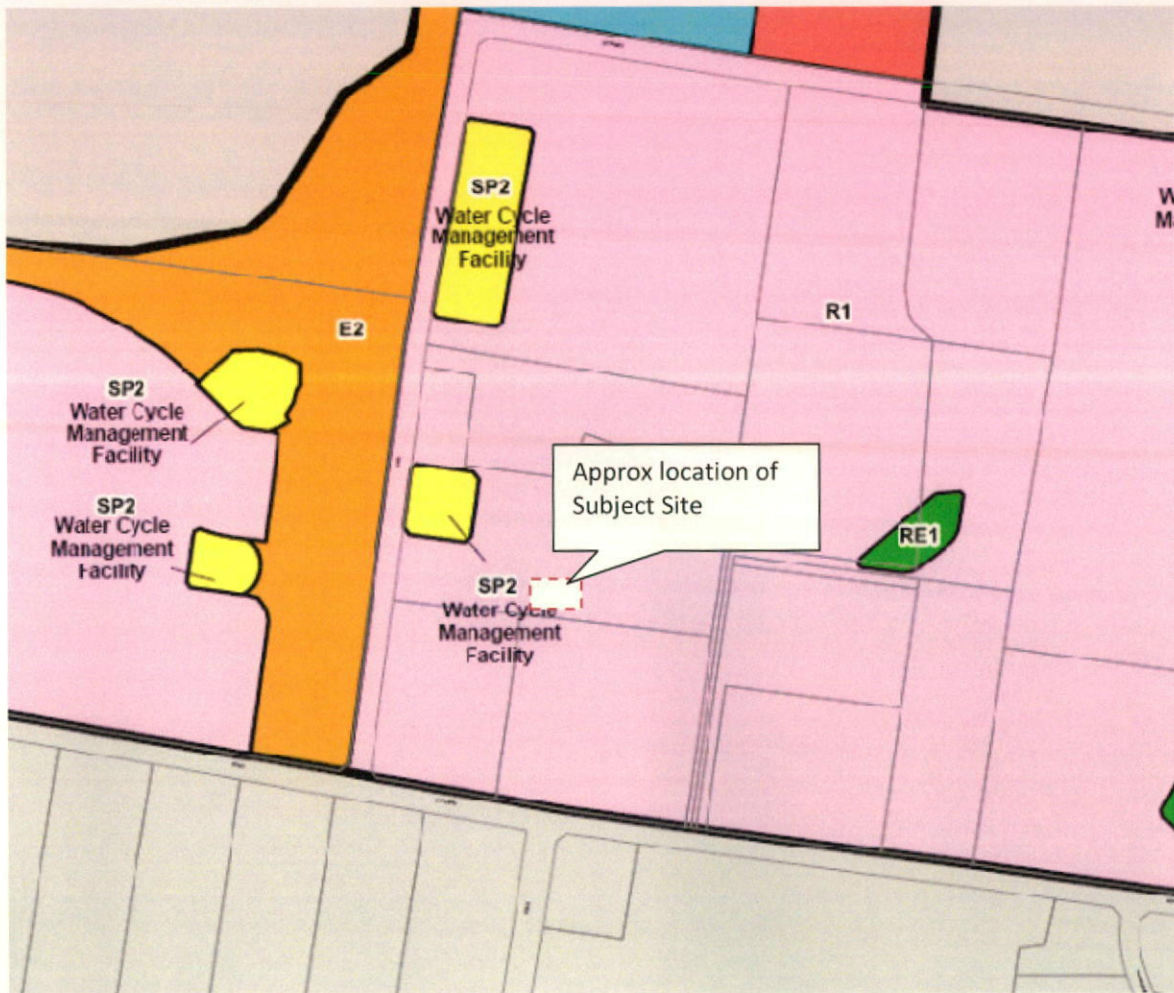 SP2
Water Cycle
Management
Facility
R1
E2
SP2
Water Cycle
Management
Facility
Approx location of
Subject Site
SP2
Water Cycle
Management
Facility
RE1
SP2
Water Cycle
Management
Facility
W
Ma